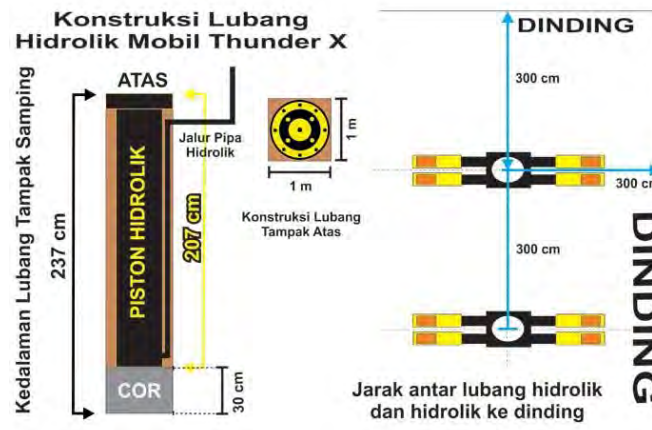 Konstruksi Lubang
Hidrolik Mobil Thunder X
ATAS
Kedalaman Lubang Tampak Samping
237 cm
PISTON HIDROLIK
207 cm
Jalur Pipa
Hidrolik
COR
30 cm
1 m
1 m
Konstruksi Lubang
Tampak Atas
DINDING
300 cm
300 cm
300 cm
DINDING
Jarak antar lubang hidrolik
dan hidrolik ke dinding